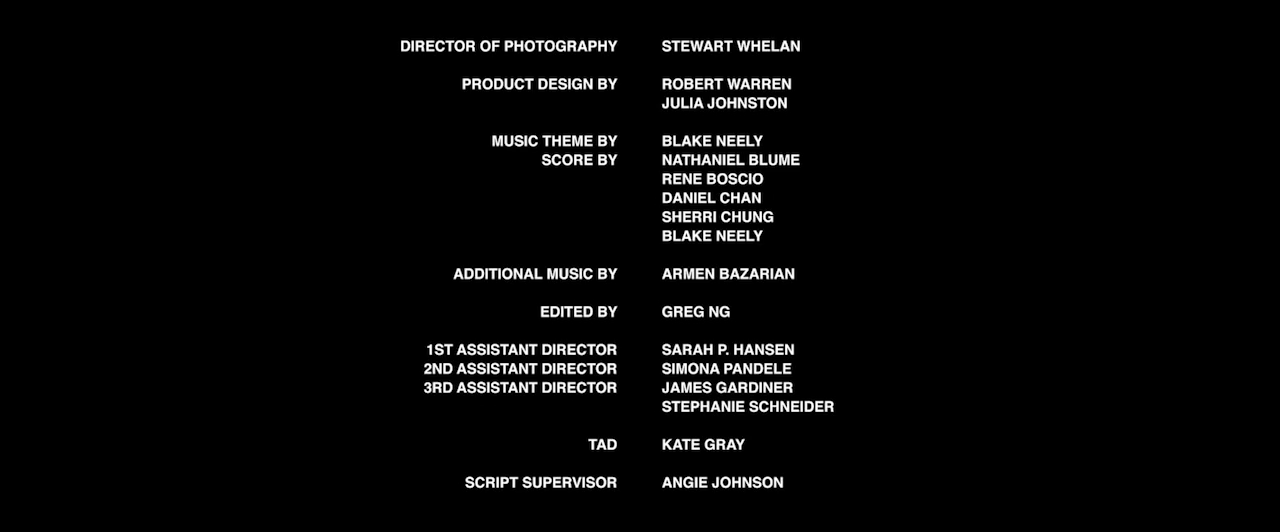 DIRECTOR OF PHOTOGRAPHY STEWART WHELAN
PRODUCT DESIGN BY ROBERT WARREN
JULIA JOHNSTON
MUSIC THEME BY BLAKE NEELY
SCORE BY NATHANIEL BLUME
RENE BOSCIO
DANIEL CHAN
SHERRI CHUNG
BLAKE NEELY
ADDITIONAL MUSIC BY ARMEN BAZARIAN
EDITED BY GREG NG
1ST ASSISTANT DIRECTOR SARAH P. HANSEN
2ND ASSISTANT DIRECTOR SIMONA PANDELE
3RD ASSISTANT DIRECTOR JAMES GARDINER
STEPHANIE SCHNEIDER
TAD KATE GRAY
SCRIPT SUPERVISOR ANGIE JOHNSON